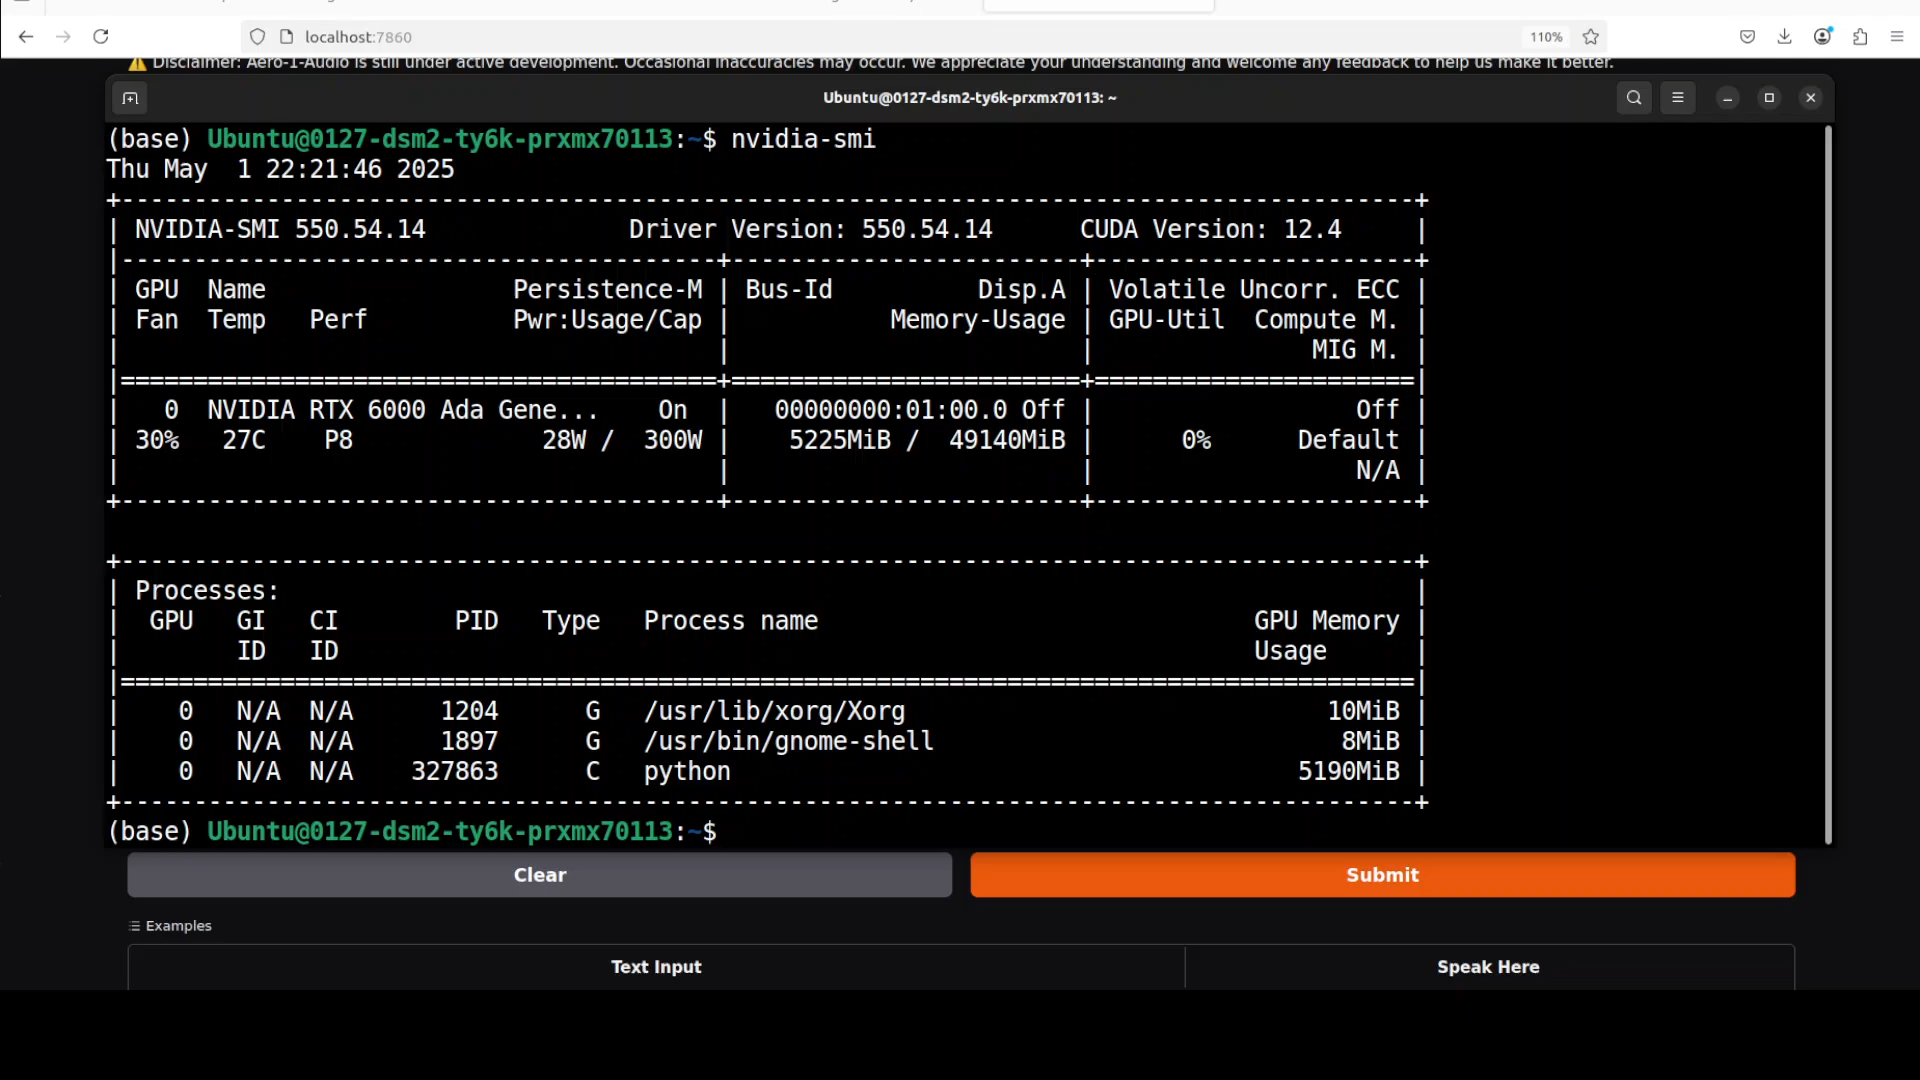 localhost:7860
110%
⚠ Disclaimer: Aero-1-Audio is still under active development. Occasional inaccuracies may occur. We appreciate your understanding and welcome any feedback to help us make it better.
Ubuntu@0127-dsm2-ty6k-prxmx70113: ~
(base) Ubuntu@0127-dsm2-ty6k-prxmx70113:~$ nvidia-smi
Thu May  1 22:21:46 2025
+-----------------------------------------------------------------------------------------+
| NVIDIA-SMI 550.54.14              Driver Version: 550.54.14      CUDA Version: 12.4     |
|-----------------------------------------+------------------------+----------------------+
| GPU  Name                 Persistence-M | Bus-Id          Disp.A | Volatile Uncorr. ECC |
| Fan  Temp   Perf          Pwr:Usage/Cap |           Memory-Usage | GPU-Util  Compute M. |
|                                         |                        |               MIG M. |
|=========================================+========================+======================|
|   0  NVIDIA RTX 6000 Ada Gene...    On  |   00000000:01:00.0 Off |                  Off |
| 30%   27C    P8             28W /  300W |    5225MiB /  49140MiB |      0%      Default |
|                                         |                        |                  N/A |
+-----------------------------------------+------------------------+----------------------+
+-----------------------------------------------------------------------------------------+
| Processes:                                                                              |
|  GPU   GI   CI        PID   Type   Process name                              GPU Memory |
|        ID   ID                                                               Usage      |
|=========================================================================================|
|    0   N/A  N/A      1204      G   /usr/lib/xorg/Xorg                             10MiB |
|    0   N/A  N/A      1897      G   /usr/bin/gnome-shell                            8MiB |
|    0   N/A  N/A    327863      C   python                                       5190MiB |
+-----------------------------------------------------------------------------------------+
(base) Ubuntu@0127-dsm2-ty6k-prxmx70113:~$
Clear
Submit
Examples
Text Input
Speak Here